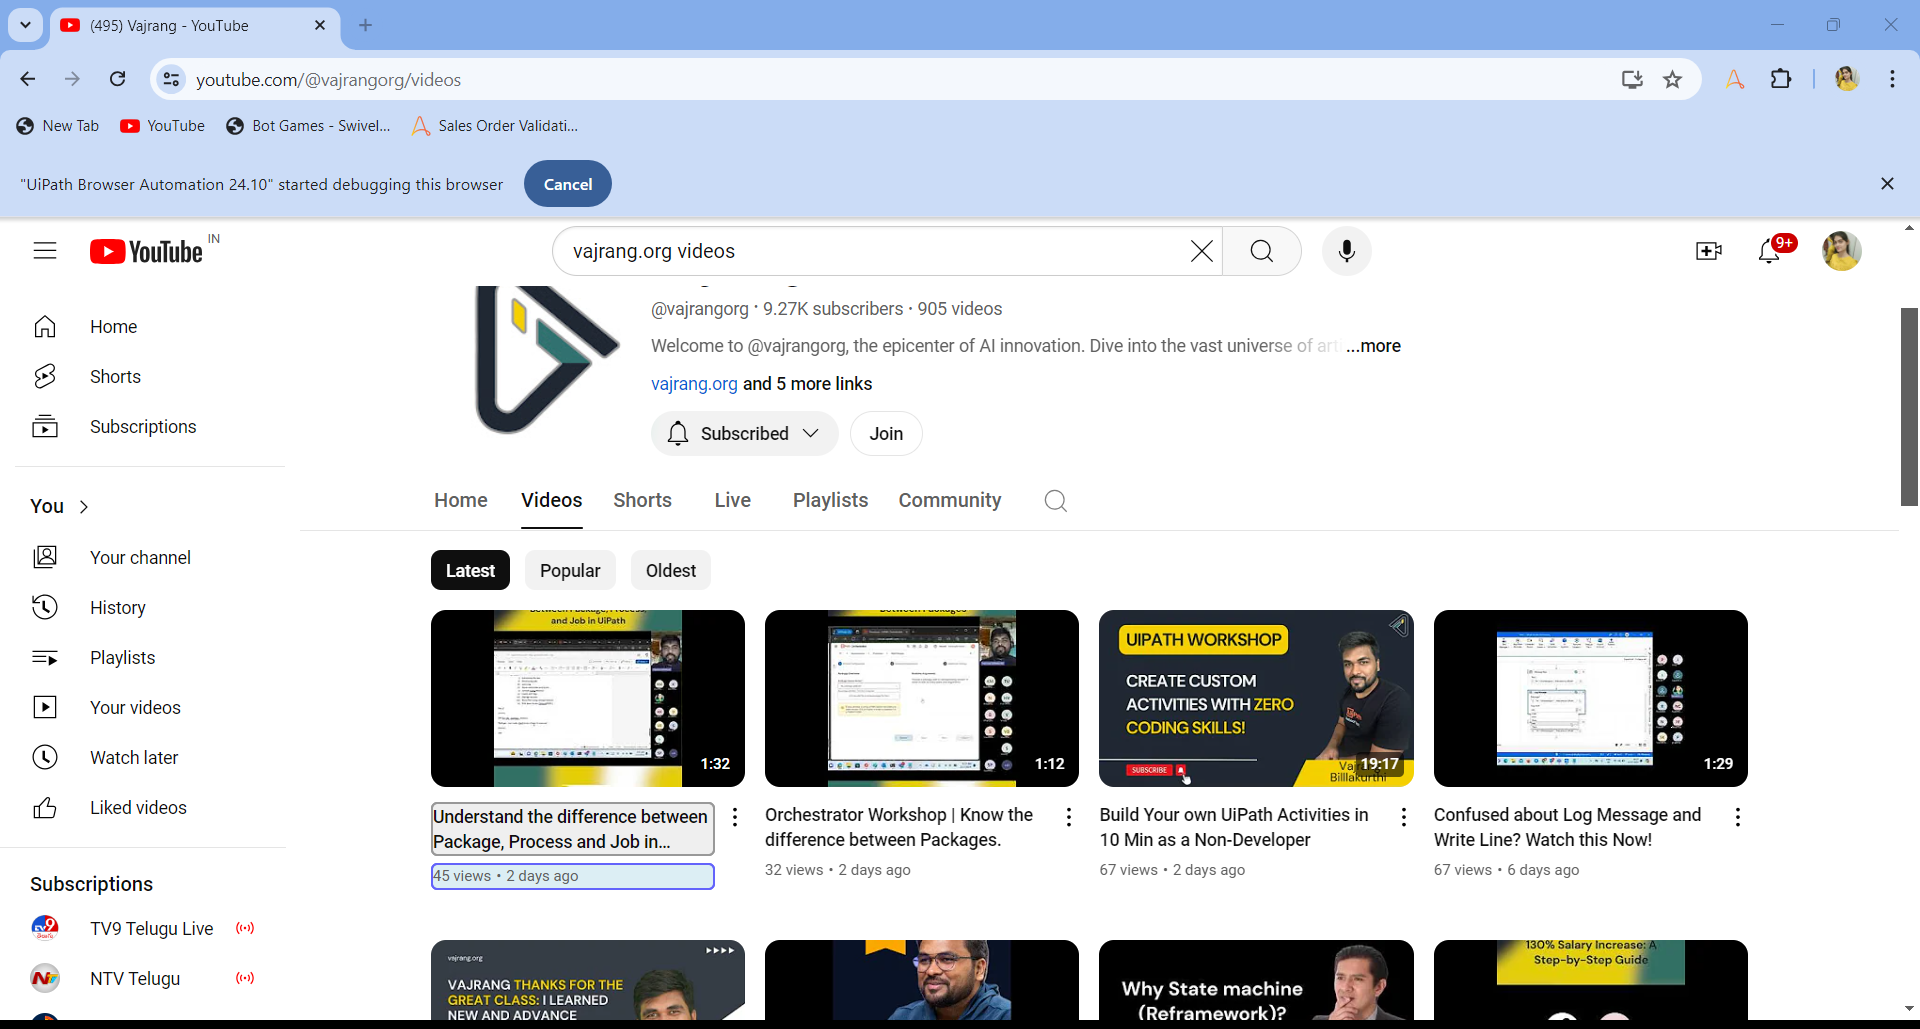 (495) Vajrang - YouTube
youtube.com/@vajrangorg/videos
New Tab
YouTube
Bot Games - Swivel...
Sales Order Validati...
"UiPath Browser Automation 24.10" started debugging this browser
Cancel
YouTube IN
vajrang.org videos
9+
@vajrangorg · 9.27K subscribers · 905 videos
Welcome to @vajrangorg, the epicenter of AI innovation. Dive into the vast universe of arti ...more
vajrang.org and 5 more links
Subscribed
Join
Home
Shorts
Subscriptions
You
Your channel
History
Playlists
Your videos
Watch later
Liked videos
Subscriptions
TV9 Telugu Live
NTV Telugu
Home Videos Shorts Live Playlists Community
Latest Popular Oldest
Between Package, Process,
and Job in UiPath
1:32
Understand the difference between
Package, Process and Job in...
45 views • 2 days ago
Between Packages
1:12
Orchestrator Workshop | Know the
difference between Packages.
32 views • 2 days ago
UIPATH WORKSHOP
CREATE CUSTOM
ACTIVITIES WITH ZERO
CODING SKILLS!
SUBSCRIBE
Billlakurthi
19:17
Build Your own UiPath Activities in
10 Min as a Non-Developer
67 views • 2 days ago
1:29
Confused about Log Message and
Write Line? Watch this Now!
67 views • 6 days ago
vajrang.org
VAJRANG THANKS FOR THE
GREAT CLASS: I LEARNED
NEW AND ADVANCE
Why State machine
(Reframework)?
130% Salary Increase: A
Step-by-Step Guide